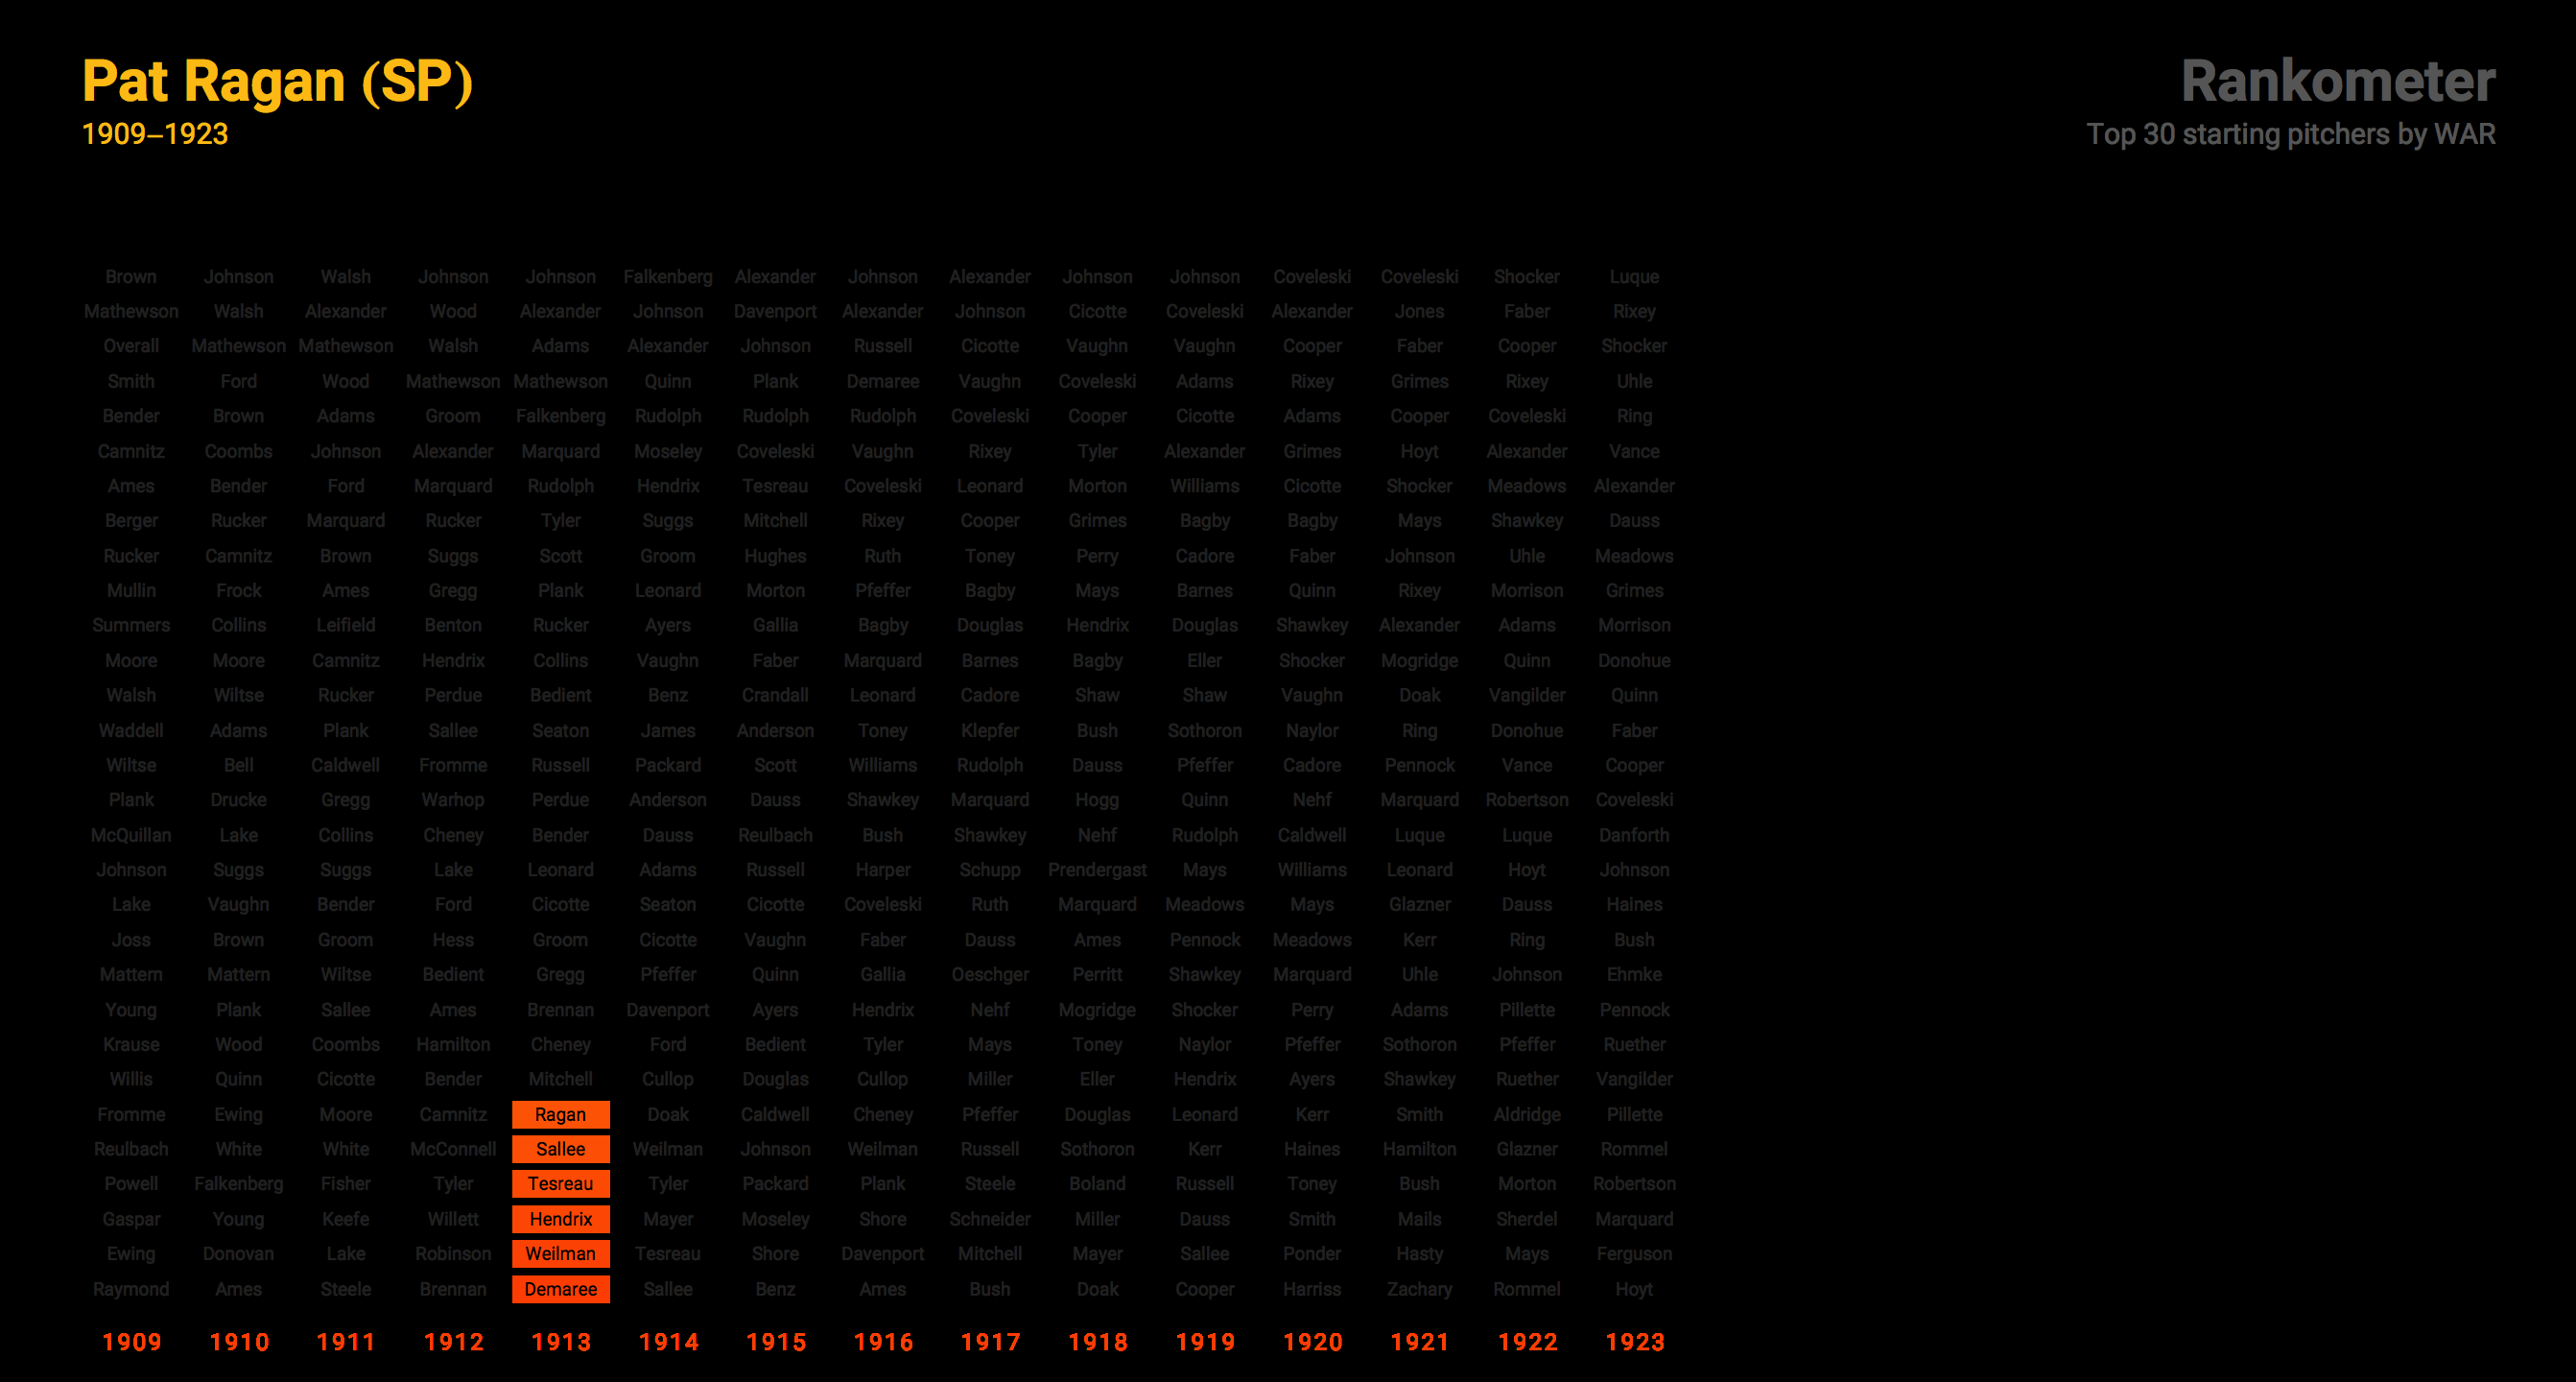 Pat Ragan (SP)
1909–1923
Rankometer
Top 30 starting pitchers by WAR
Brown Johnson Walsh Johnson Johnson Falkenberg Alexander Johnson Alexander Johnson Johnson Coveleski Coveleski Shocker Luque
Mathewson Walsh Alexander Wood Alexander Johnson Davenport Alexander Johnson Cicotte Coveleski Alexander Jones Faber Rixey
Overall Mathewson Mathewson Walsh Adams Alexander Johnson Russell Cicotte Vaughn Vaughn Cooper Faber Cooper Shocker
Smith Ford Wood Mathewson Mathewson Quinn Plank Demaree Vaughn Coveleski Adams Rixey Grimes Rixey Uhle
Bender Brown Adams Groom Falkenberg Rudolph Rudolph Rudolph Coveleski Cooper Cicotte Adams Cooper Coveleski Ring
Camnitz Coombs Johnson Alexander Marquard Moseley Coveleski Vaughn Rixey Tyler Alexander Grimes Hoyt Alexander Vance
Ames Bender Ford Marquard Rudolph Hendrix Tesreau Coveleski Leonard Morton Williams Cicotte Shocker Meadows Alexander
Berger Rucker Marquard Rucker Tyler Suggs Mitchell Rixey Cooper Grimes Bagby Bagby Mays Shawkey Dauss
Rucker Camnitz Brown Suggs Scott Groom Hughes Ruth Toney Perry Cadore Faber Johnson Uhle Meadows
Mullin Frock Ames Gregg Plank Leonard Morton Pfeffer Bagby Mays Barnes Quinn Rixey Morrison Grimes
Summers Collins Leifield Benton Rucker Ayers Gallia Bagby Douglas Hendrix Douglas Shawkey Alexander Adams Morrison
Moore Moore Camnitz Hendrix Collins Vaughn Faber Marquard Barnes Bagby Eller Shocker Mogridge Quinn Donohue
Walsh Wiltse Rucker Perdue Bedient Benz Crandall Leonard Cadore Shaw Shaw Vaughn Doak Vangilder Quinn
Waddell Adams Plank Sallee Seaton James Anderson Toney Klepfer Bush Sothoron Naylor Ring Donohue Faber
Wiltse Bell Caldwell Fromme Russell Packard Scott Williams Rudolph Dauss Pfeffer Cadore Pennock Vance Cooper
Plank Drucke Gregg Warhop Perdue Anderson Dauss Shawkey Marquard Hogg Quinn Nehf Marquard Robertson Coveleski
McQuillan Lake Collins Cheney Bender Dauss Reulbach Bush Shawkey Nehf Rudolph Caldwell Luque Luque Danforth
Johnson Suggs Suggs Lake Leonard Adams Russell Harper Schupp Prendergast Mays Williams Leonard Hoyt Johnson
Lake Vaughn Bender Ford Cicotte Seaton Cicotte Coveleski Ruth Marquard Meadows Mays Glazner Dauss Haines
Joss Brown Groom Hess Groom Cicotte Vaughn Faber Dauss Ames Pennock Meadows Kerr Ring Bush
Mattern Mattern Wiltse Bedient Gregg Pfeffer Quinn Gallia Oeschger Perritt Shawkey Marquard Uhle Johnson Ehmke
Young Plank Sallee Ames Brennan Davenport Ayers Hendrix Nehf Mogridge Shocker Perry Adams Pillette Pennock
Krause Wood Coombs Hamilton Cheney Ford Bedient Tyler Mays Toney Naylor Pfeffer Sothoron Pfeffer Ruether
Willis Quinn Cicotte Bender Mitchell Cullop Douglas Cullop Miller Eller Hendrix Ayers Shawkey Ruether Vangilder
Fromme Ewing Moore Camnitz Ragan Doak Caldwell Cheney Pfeffer Douglas Leonard Kerr Smith Aldridge Pillette
Reulbach White White McConnell Sallee Weilman Johnson Weilman Russell Sothoron Kerr Haines Hamilton Glazner Rommel
Powell Falkenberg Fisher Tyler Tesreau Tyler Packard Plank Steele Boland Russell Toney Bush Morton Robertson
Gaspar Young Keefe Willett Hendrix Mayer Moseley Shore Schneider Miller Dauss Smith Mails Sherdel Marquard
Ewing Donovan Lake Robinson Weilman Tesreau Shore Davenport Mitchell Mayer Sallee Ponder Hasty Mays Ferguson
Raymond Ames Steele Brennan Demaree Sallee Benz Ames Bush Doak Cooper Harriss Zachary Rommel Hoyt
1909 1910 1911 1912 1913 1914 1915 1916 1917 1918 1919 1920 1921 1922 1923